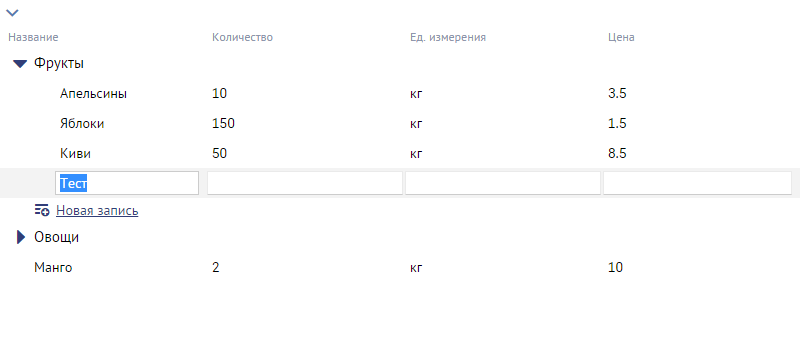 Название Количество Ед. измерения Цена
Фрукты
Апельсины 10 кг 3.5
Яблоки 150 кг 1.5
Киви 50 кг 8.5
Тест
Новая запись
Овощи
Манго 2 кг 10